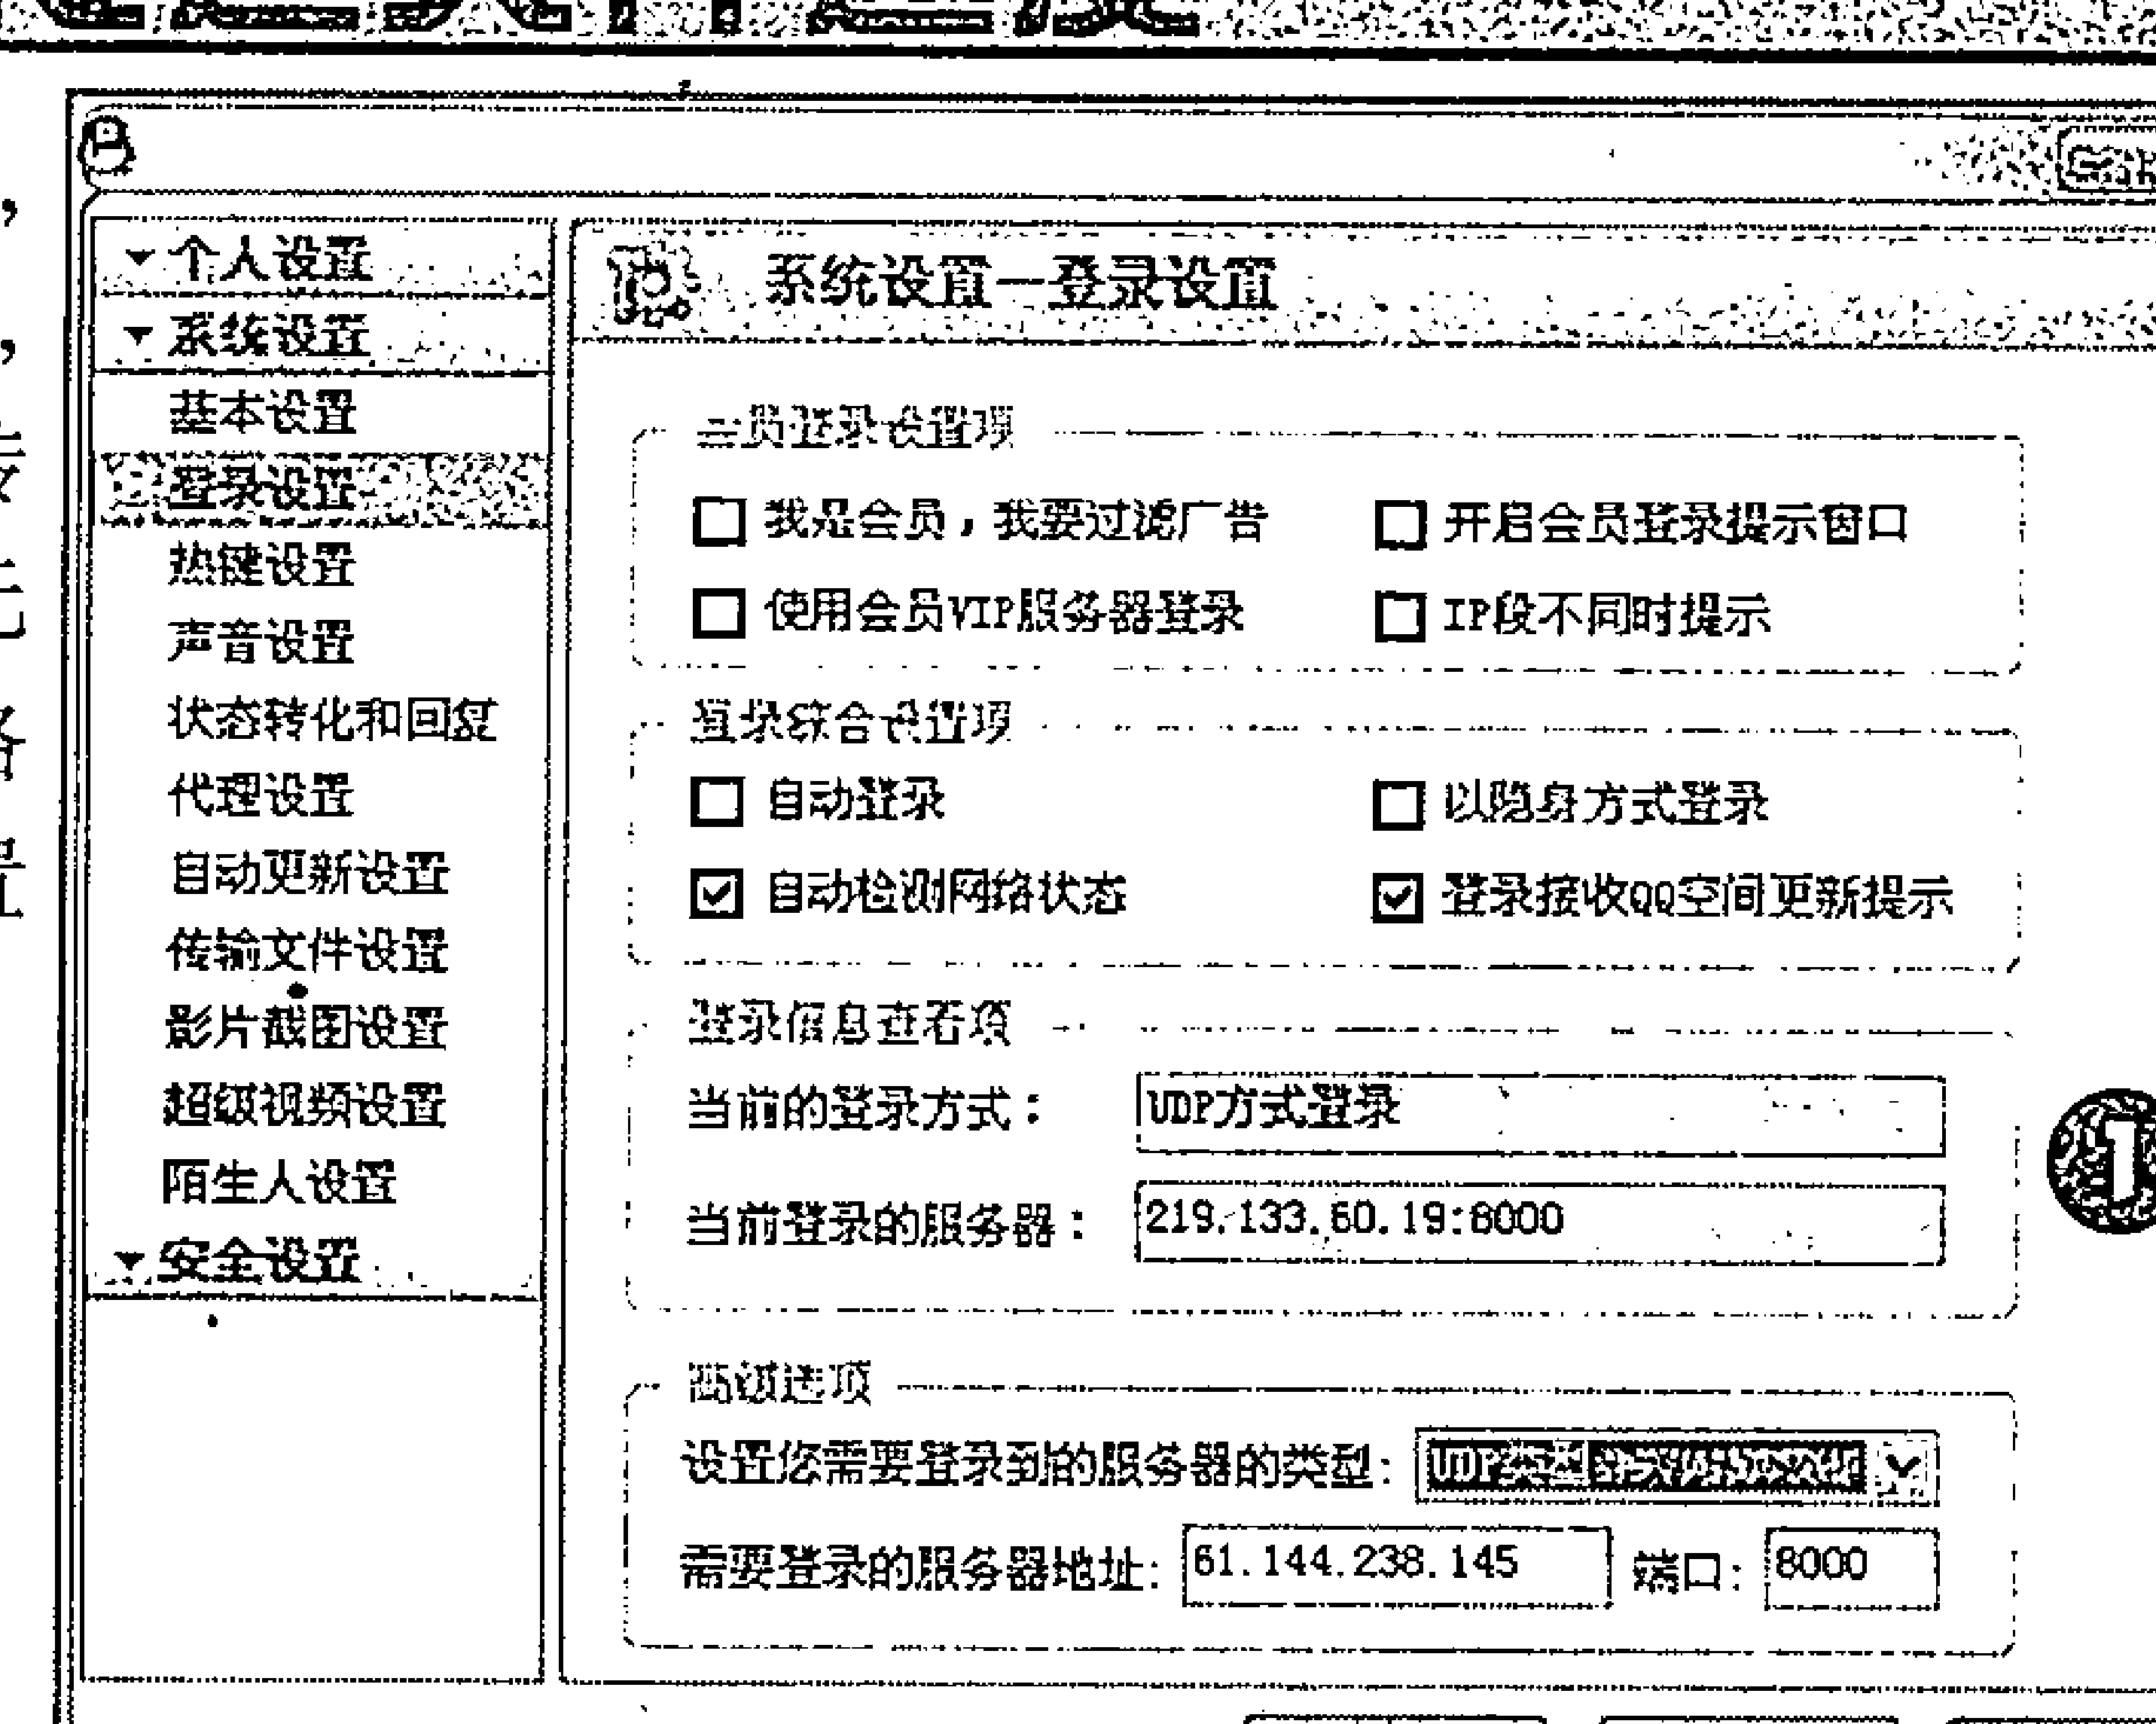 个人设置
系统设置
基本设置
登录设置
热键设置
声音设置
状态转化和回复
代理设置
自动更新设置
传输文件设置
影片截图设置
超级视频设置
陌生人设置
安全设置
系统设置--登录设置
会员登录设置项
我是会员，我要过滤广告
开启会员登录提示窗口
使用会员VIP服务器登录
IP段不同时提示
登录综合设置项
自动登录
以隐身方式登录
自动检测网络状态
登录接收QQ空间更新提示
登录信息查看项
当前的登录方式：
UDP方式登录
当前登录的服务器：
219.133.60.19:8000
高级选项
设置您需要登录到的服务器的类型:
UDP类型
需要登录的服务器地址:
61.144.238.145
端口:
8000
1